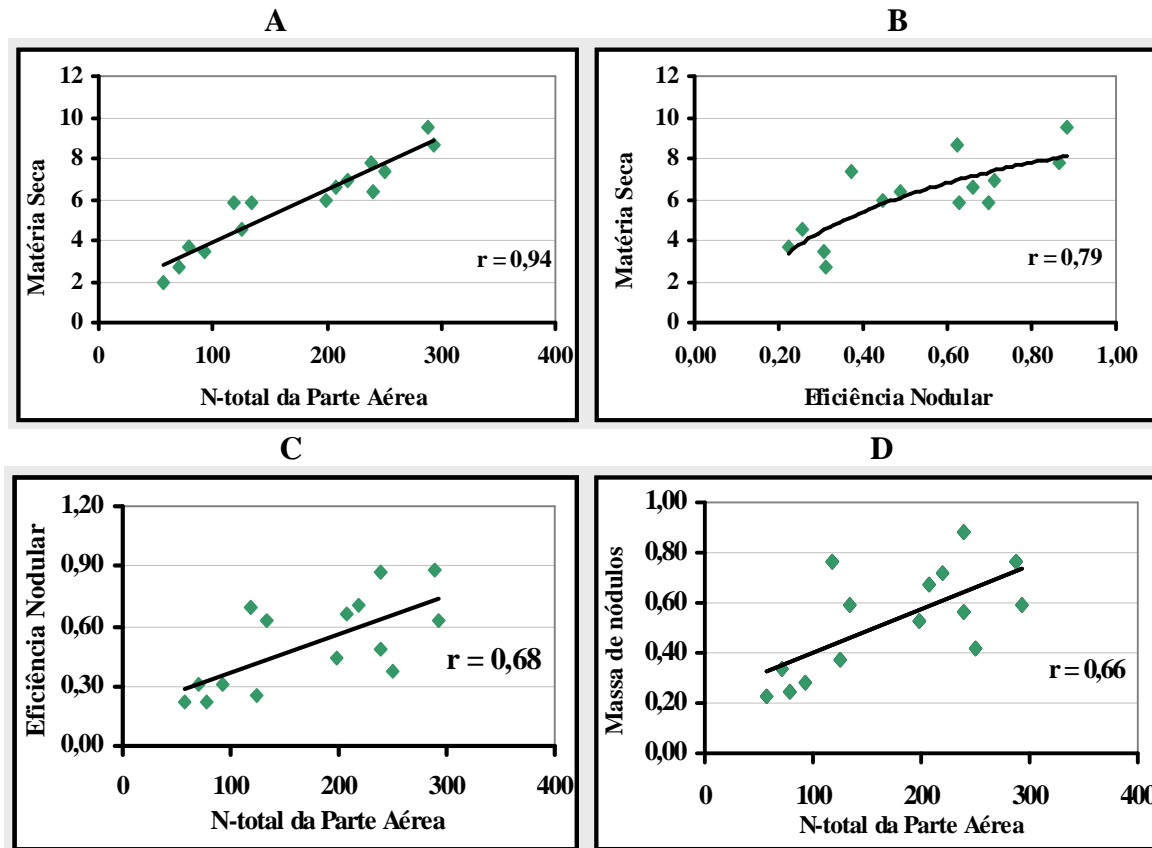 A
Matéria Seca
12
10
8
6
4
2
0
r = 0,94
0 100 200 300 400
N-total da Parte Aérea
B
Matéria Seca
12
10
8
6
4
2
0
r = 0,79
0,00 0,20 0,40 0,60 0,80 1,00
Eficiência Nodular
C
Eficiência Nodular
1,20
0,90
0,60
0,30
0,00
r = 0,68
0 100 200 300 400
N-total da Parte Aérea
D
Massa de nódulos
1,00
0,80
0,60
0,40
0,20
0,00
r = 0,66
0 100 200 300 400
N-total da Parte Aérea